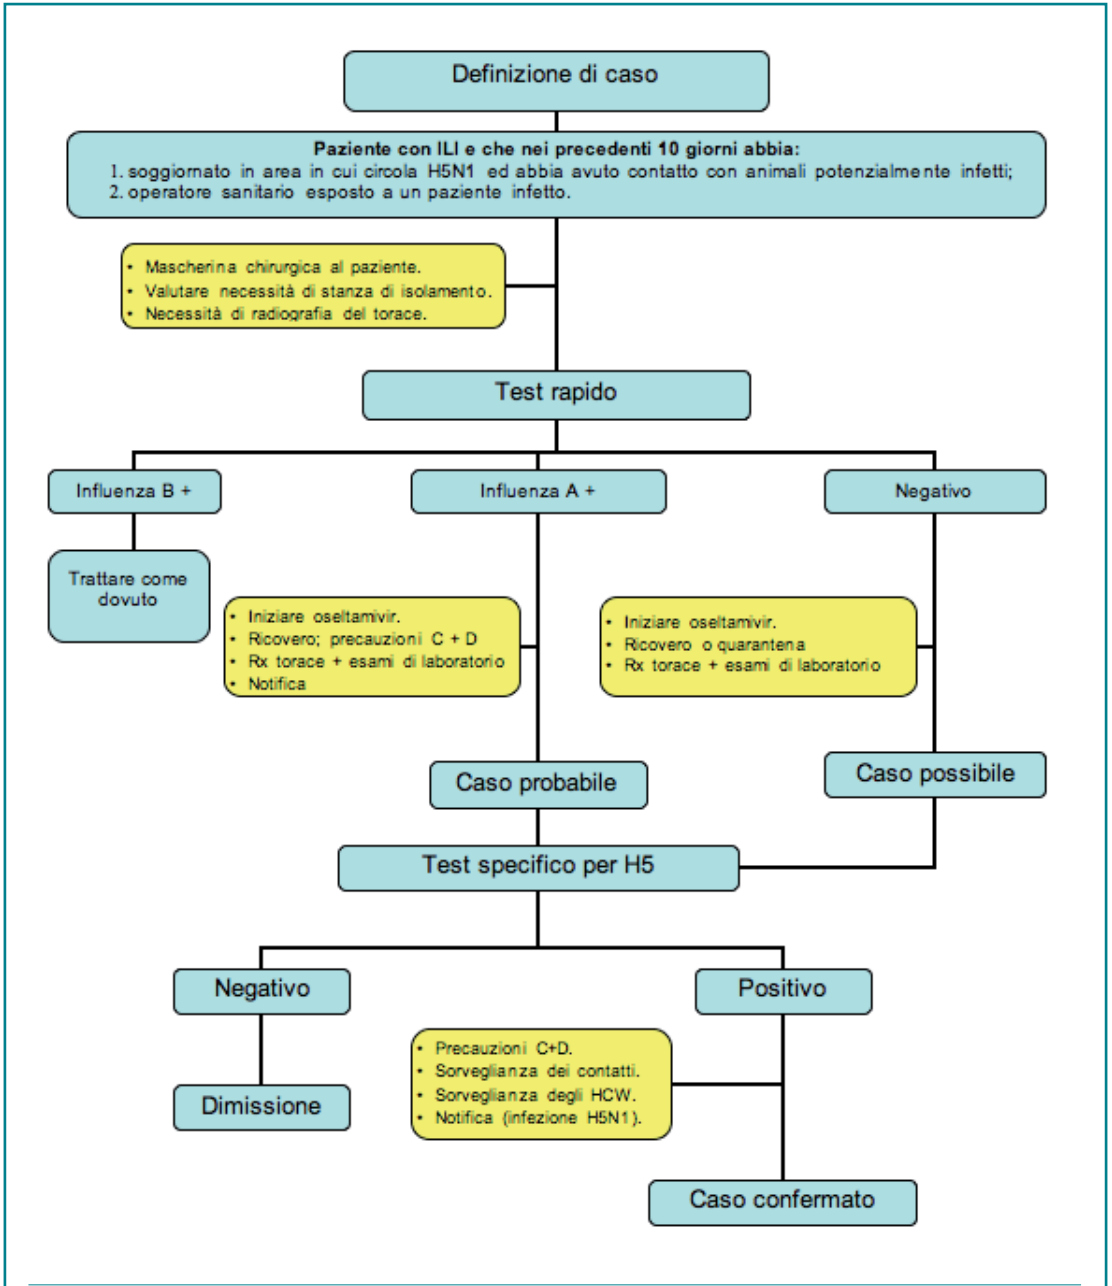 Definizione di caso
Paziente con ILI e che nei precedenti 10 giorni abbia:
1. soggiornato in area in cui circola H5N1 ed abbia avuto contatto con animali potenzialmente infetti;
2. operatore sanitario esposto a un paziente infetto.
• Mascherina chirurgica al paziente.
• Valutare necessità di stanza di isolamento.
• Necessità di radiografia del torace.
Test rapido
Influenza B +
Influenza A +
Negativo
Trattare come
dovuto
• Iniziare oseltamivir.
• Ricovero; precauzioni C + D
• Rx torace + esami di laboratorio
• Notifica
• Iniziare oseltamivir.
• Ricovero o quarantena
• Rx torace + esami di laboratorio
Caso probabile
Caso possibile
Test specifico per H5
Negativo
Positivo
• Precauzioni C+D.
• Sorveglianza dei contatti.
• Sorveglianza degli HCW.
• Notifica (infezione H5N1).
Dimissione
Caso confermato